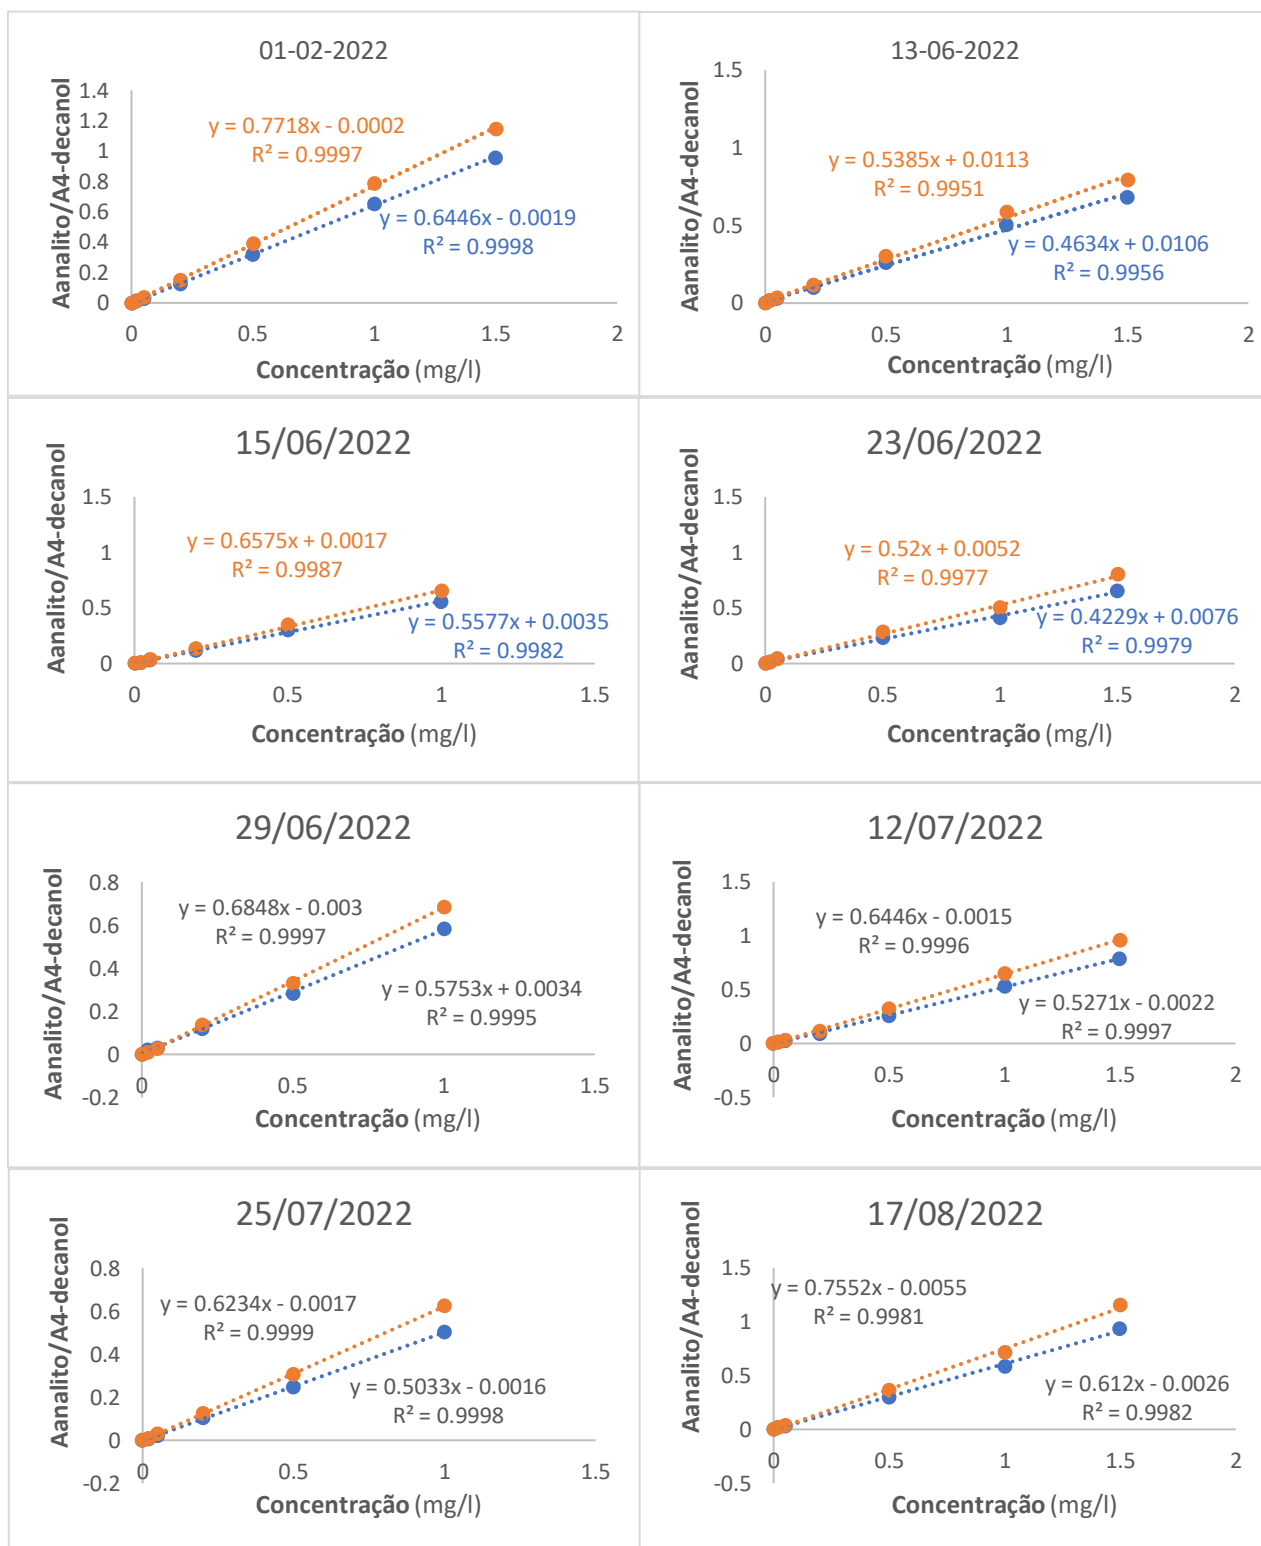 01-02-2022
Aanalito/A4-decanol
1.4
1.2
1
0.8
0.6
0.4
0.2
0
y = 0.7718x - 0.0002
R² = 0.9997
y = 0.6446x - 0.0019
R² = 0.9998
0 0.5 1 1.5 2
Concentração (mg/l)
13-06-2022
Aanalito/A4-decanol
1.5
1
0.5
0
y = 0.5385x + 0.0113
R² = 0.9951
y = 0.4634x + 0.0106
R² = 0.9956
0 0.5 1 1.5 2
Concentração (mg/l)
15/06/2022
Aanalito/A4-decanol
1.5
1
0.5
0
y = 0.6575x + 0.0017
R² = 0.9987
y = 0.5577x + 0.0035
R² = 0.9982
0 0.5 1 1.5
Concentração (mg/l)
23/06/2022
Aanalito/A4-decanol
1.5
1
0.5
0
y = 0.52x + 0.0052
R² = 0.9977
y = 0.4229x + 0.0076
R² = 0.9979
0 0.5 1 1.5 2
Concentração (mg/l)
29/06/2022
Aanalito/A4-decanol
0.8
0.6
0.4
0.2
0
-0.2
y = 0.6848x - 0.003
R² = 0.9997
y = 0.5753x + 0.0034
R² = 0.9995
0 0.5 1 1.5
Concentração (mg/l)
12/07/2022
Aanalito/A4-decanol
1.5
1
0.5
0
-0.5
y = 0.6446x - 0.0015
R² = 0.9996
y = 0.5271x - 0.0022
R² = 0.9997
0 0.5 1 1.5 2
Concentração (mg/l)
25/07/2022
Aanalito/A4-decanol
0.8
0.6
0.4
0.2
0
-0.2
y = 0.6234x - 0.0017
R² = 0.9999
y = 0.5033x - 0.0016
R² = 0.9998
0 0.5 1 1.5
Concentração (mg/l)
17/08/2022
Aanalito/A4-decanol
1.5
1
0.5
0
-0.5
y = 0.7552x - 0.0055
R² = 0.9981
y = 0.612x - 0.0026
R² = 0.9982
0 0.5 1 1.5 2
Concentração (mg/l)